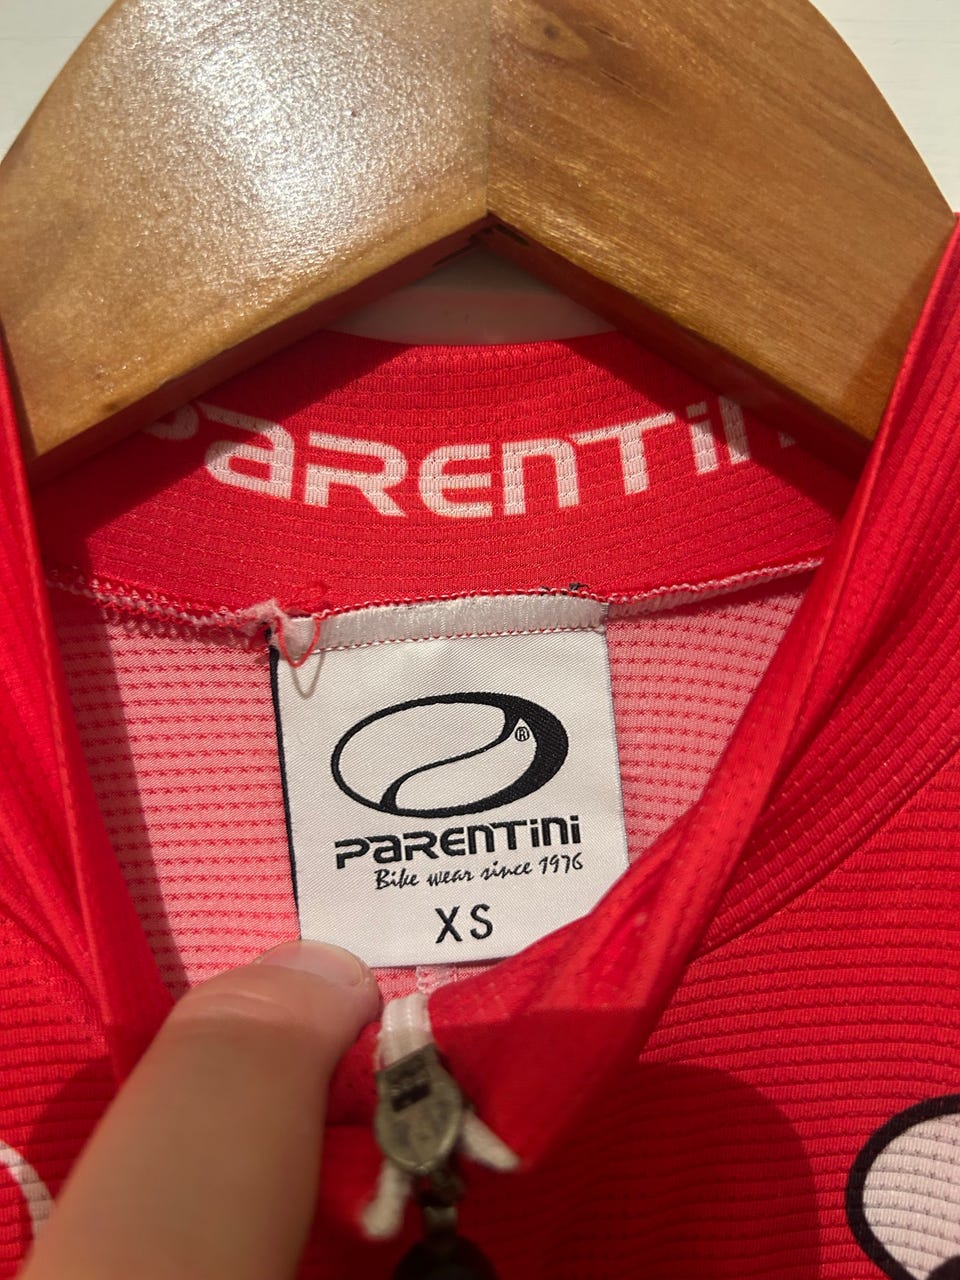 PARENTINI
®
PARENTINI
Bike wear since 1976
XS